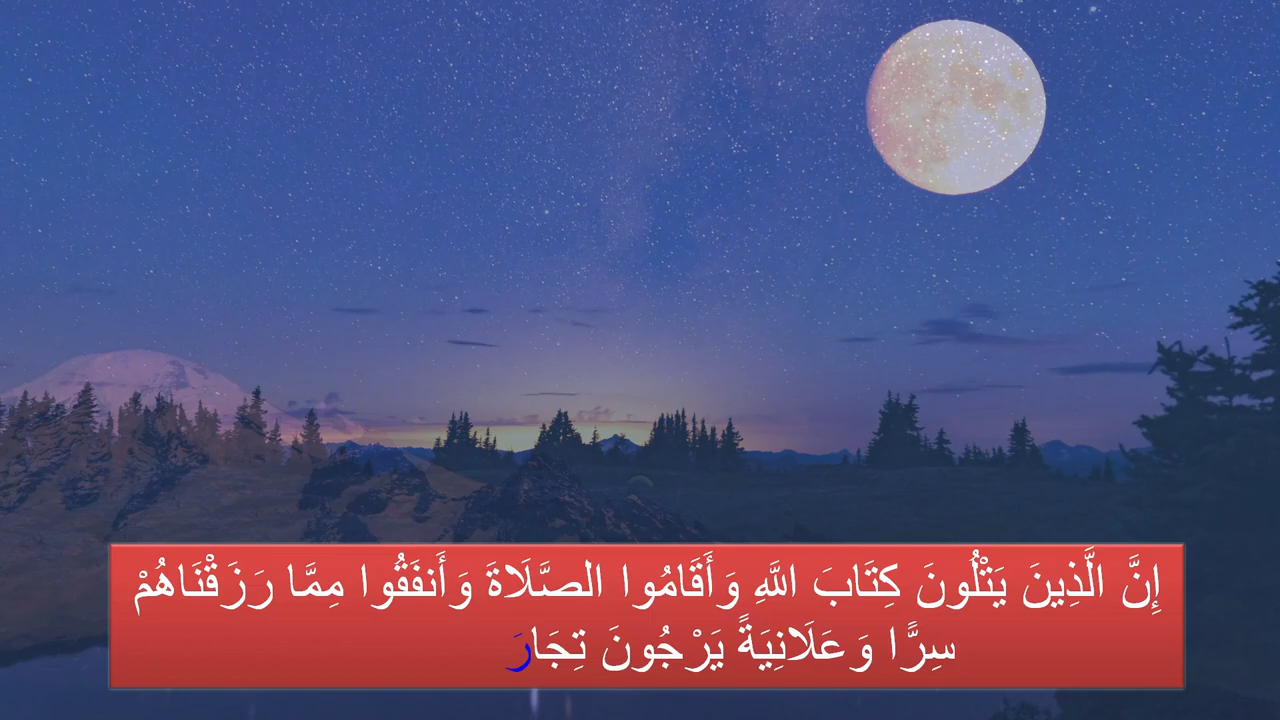 إِنَّ الَّذِينَ يَتْلُونَ كِتَابَ اللَّهِ وَأَقَامُوا الصَّلَاةَ وَأَنفَقُوا مِمَّا رَزَقْنَاهُمْ
سِرًّا وَعَلَانِيَةً يَرْجُونَ تِجَارَ